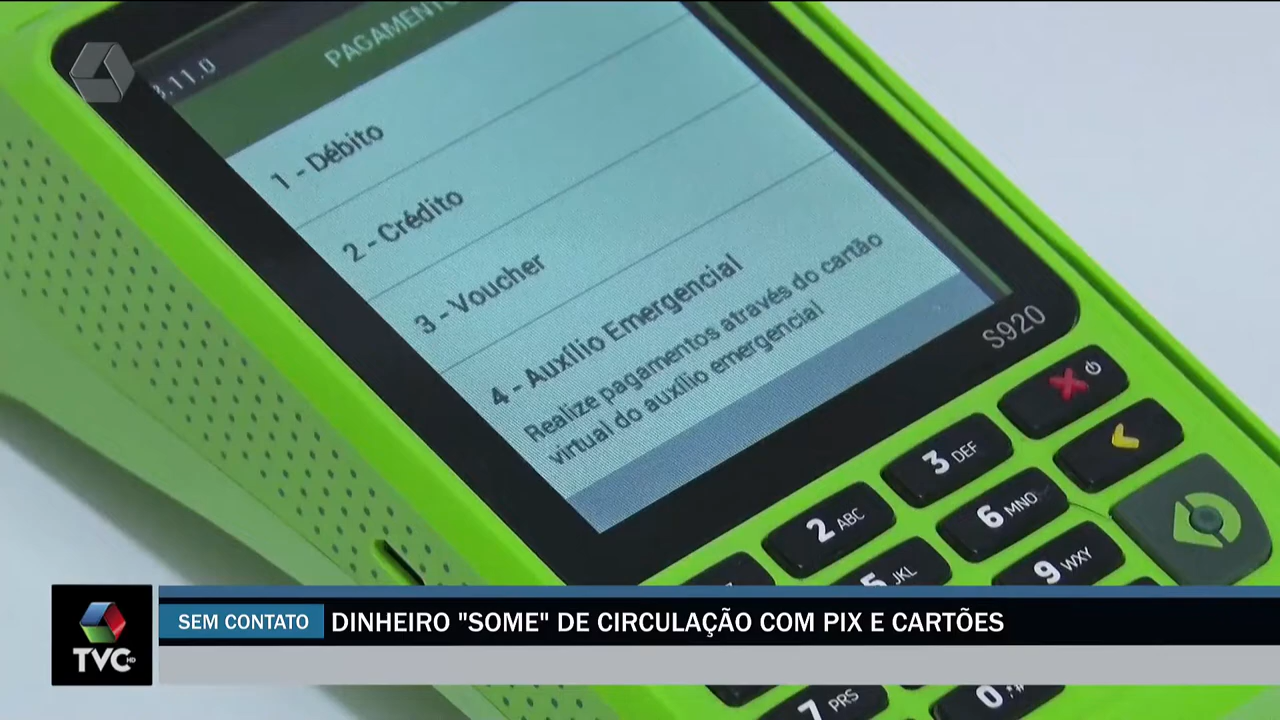 PAGAMENTO
3.11.0
1 - Débito
2 - Crédito
3 - Voucher
4 - Auxílio Emergencial
Realize pagamentos através do cartão
virtual do auxílio emergencial
S920
3 DEF
2 ABC
6 MNO
5 JKL
9 WXY
7 PRS
0
SEM CONTATO
DINHEIRO "SOME" DE CIRCULAÇÃO COM PIX E CARTÕES
TVC HD